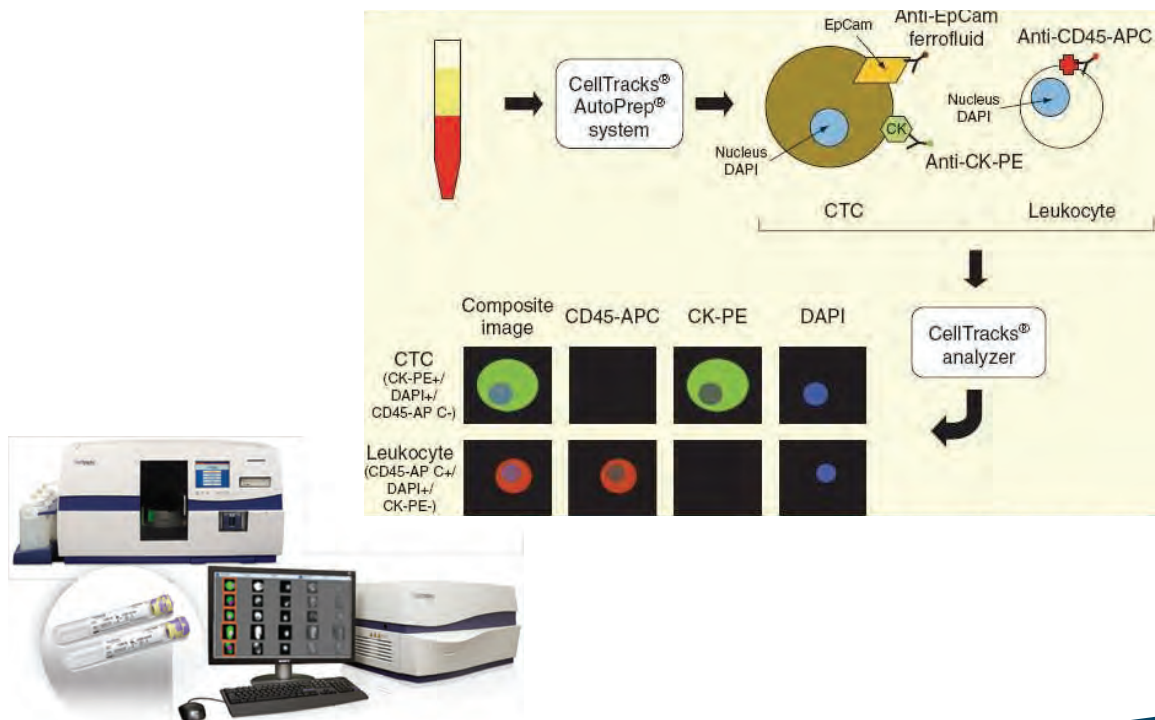 CellTracks®
AutoPrep®
system
EpCam
Anti-EpCam
ferrofluid
Nucleus
DAPI
CK
Anti-CK-PE
Anti-CD45-APC
Nucleus
DAPI
CTC
Leukocyte
CellTracks®
analyzer
Composite
image
CD45-APC
CK-PE
DAPI
CTC
(CK-PE+/
DAPI+/
CD45-AP C-)
Leukocyte
(CD45-AP C+/
DAPI+/
CK-PE-)